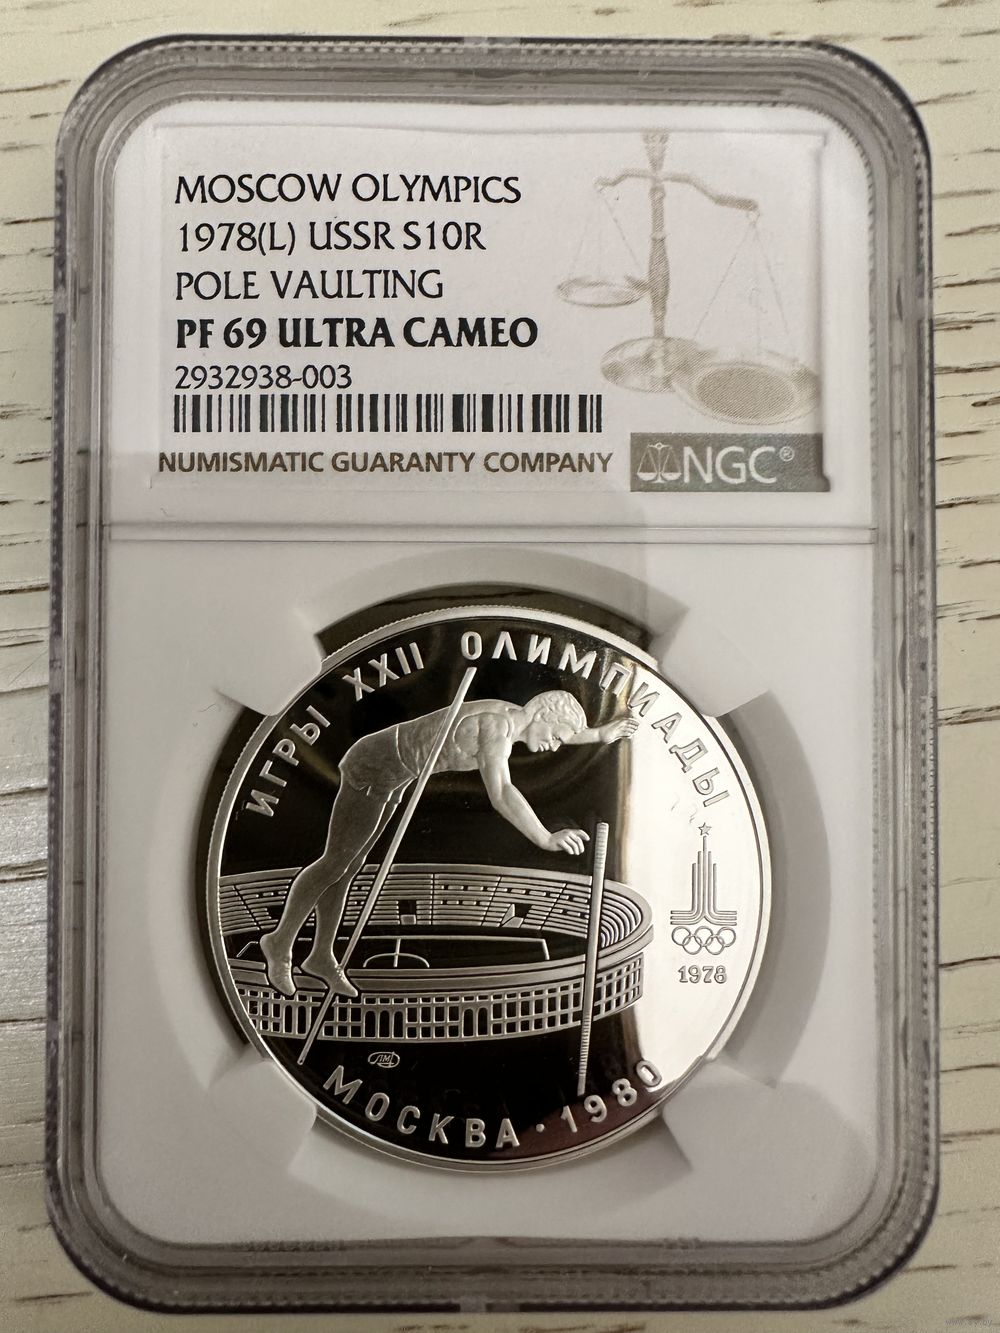 MOSCOW OLYMPICS
1978(L) USSR S10R
POLE VAULTING
PF 69 ULTRA CAMEO
2932938-003
NUMISMATIC GUARANTY COMPANY
NGC®
ИГРЫ XXII ОЛИМПИАДЫ
1978
ЛМД
МОСКВА · 1980